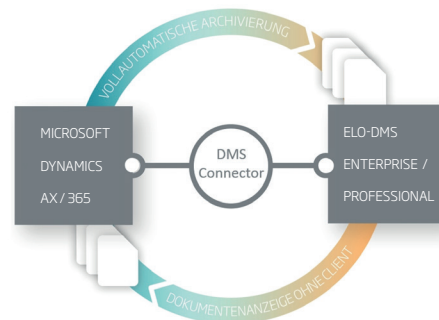 VOLLAUTOMATISCHE ARCHIVIERUNG
MICROSOFT
DYNAMICS
AX / 365
DMS
Connector
ELO-DMS
ENTERPRISE /
PROFESSIONAL
DOKUMENTENANZEIGE OHNE CLIENT